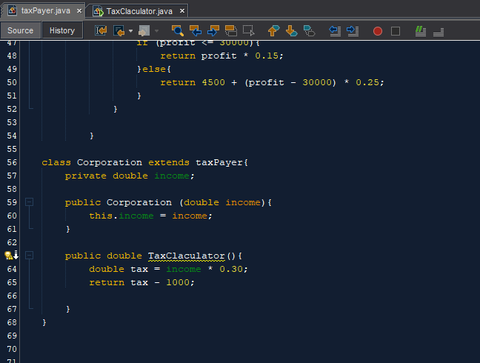 taxPayer.java TaxClaculator.java
Source History
47 if (profit <= 30000){
48 return profit * 0.15;
49 }else{
50 return 4500 + (profit - 30000) * 0.25;
51 }
52 }
53
54 }
55
56 class Corporation extends taxPayer{
57 private double income;
58
59 public Corporation (double income){
60 this.income = income;
61 }
62
public double TaxClaculator(){
64 double tax = income * 0.30;
65 return tax - 1000;
66
67 }
68 }
69
70
71